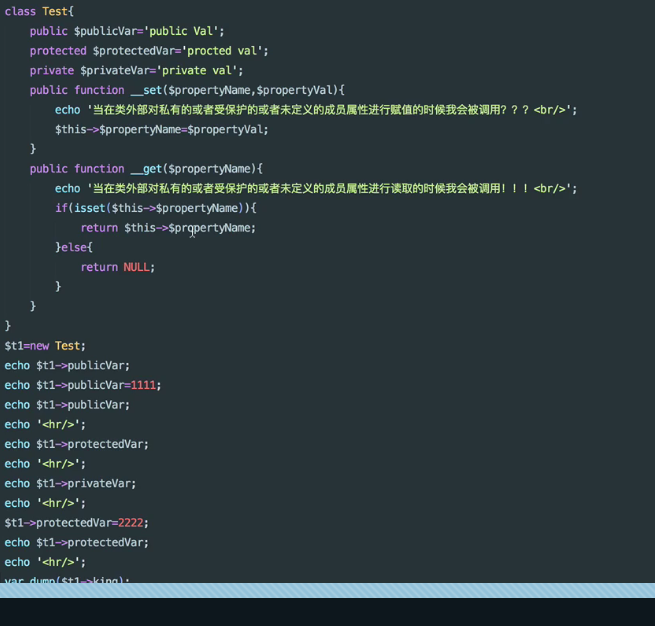 class Test{
    public $publicVar='public Val';
    protected $protectedVar='procted val';
    private $privateVar='private val';
    public function __set($propertyName,$propertyVal){
        echo '当在类外部对私有的或者受保护的或者未定义的成员属性进行赋值的时候我会被调用？？？<br/>';
        $this->$propertyName=$propertyVal;
    }
    public function __get($propertyName){
        echo '当在类外部对私有的或者受保护的或者未定义的成员属性进行读取的时候我会被调用！！！<br/>';
        if(isset($this->$propertyName)){
            return $this->$propertyName;
        }else{
            return NULL;
        }
    }
}
$t1=new Test;
echo $t1->publicVar;
echo $t1->publicVar=1111;
echo $t1->publicVar;
echo '<hr/>';
echo $t1->protectedVar;
echo '<hr/>';
echo $t1->privateVar;
echo '<hr/>';
$t1->protectedVar=2222;
echo $t1->protectedVar;
echo '<hr/>';
var_dump($t1->king);